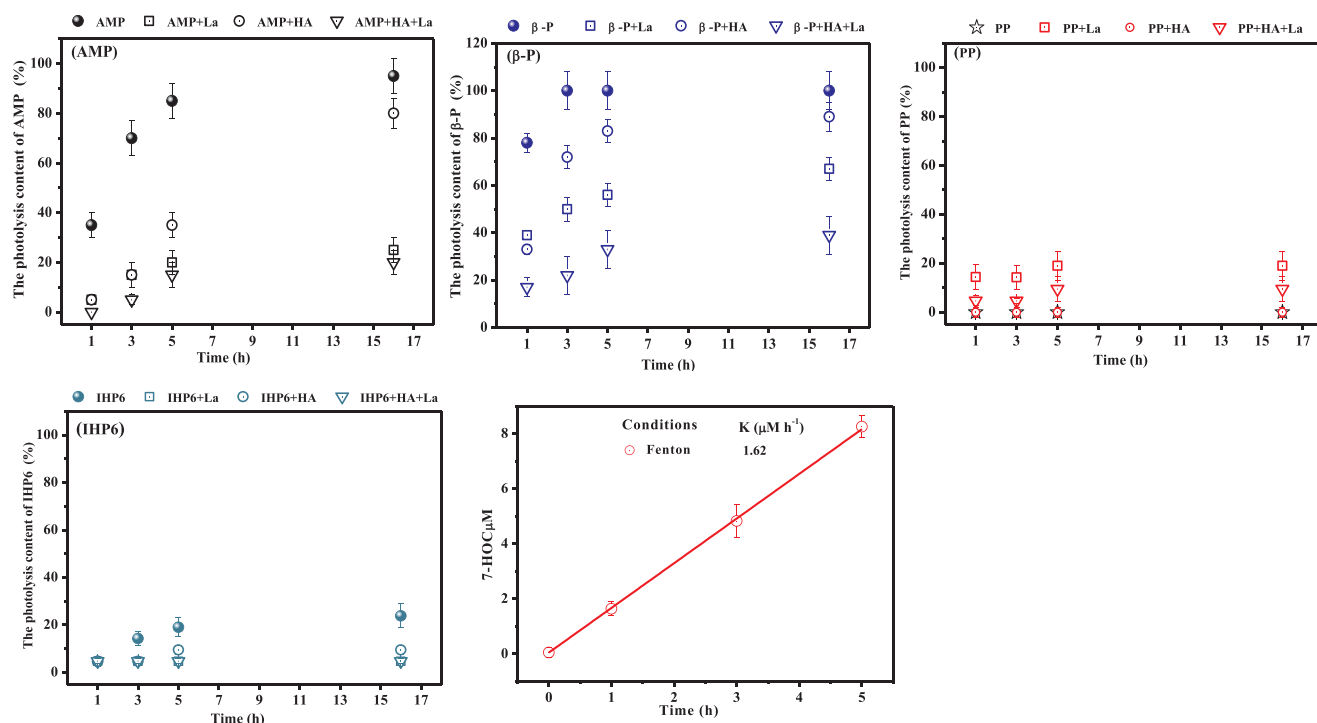 AMP AMP+La AMP+HA AMP+HA+La
(AMP)
The photolysis content of AMP (%)
100
80
60
40
20
0
1 3 5 7 9 11 13 15 17
Time (h)
β -P β -P+La β -P+HA β -P+HA+La
(β-P)
The photolysis content of β-P (%)
120
100
80
60
40
20
0
1 3 5 7 9 11 13 15 17
Time (h)
PP PP+La PP+HA PP+HA+La
(PP)
The photolysis content of PP (%)
100
80
60
40
20
0
1 3 5 7 9 11 13 15 17
Time (h)
IHP6 IHP6+La IHP6+HA IHP6+HA+La
(IHP6)
The photolysis content of IHP6 (%)
100
80
60
40
20
0
1 3 5 7 9 11 13 15 17
Time (h)
Conditions K (μM h⁻¹)
Fenton 1.62
7-HOCμM
8
6
4
2
0
0 1 2 3 4 5
Time (h)